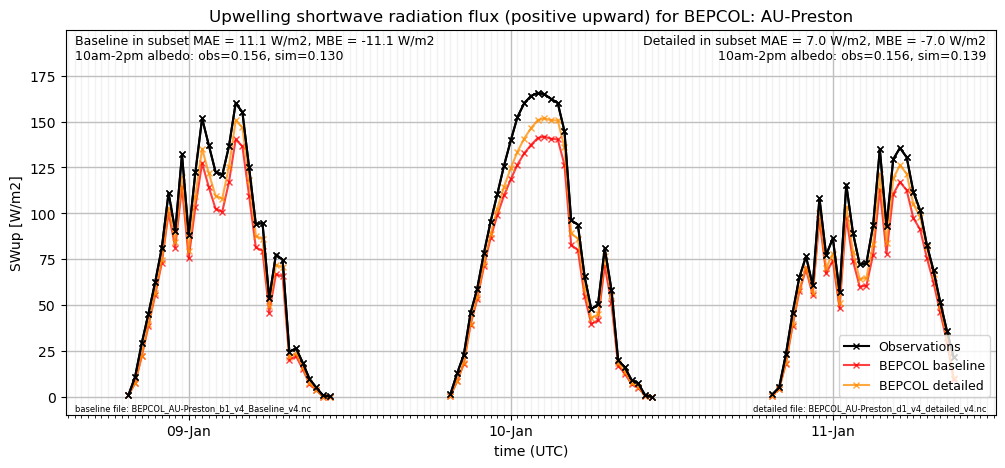 Upwelling shortwave radiation flux (positive upward) for BEPCOL: AU-Preston
Baseline in subset MAE = 11.1 W/m2, MBE = -11.1 W/m2
10am-2pm albedo: obs=0.156, sim=0.130
Detailed in subset MAE = 7.0 W/m2, MBE = -7.0 W/m2
10am-2pm albedo: obs=0.156, sim=0.139
SWup [W/m2]
175
150
125
100
75
50
25
0
Observations
BEPCOL baseline
BEPCOL detailed
baseline file: BEPCOL_AU-Preston_b1_v4_Baseline_v4.nc
detailed file: BEPCOL_AU-Preston_d1_v4_detailed_v4.nc
09-Jan
10-Jan
11-Jan
time (UTC)